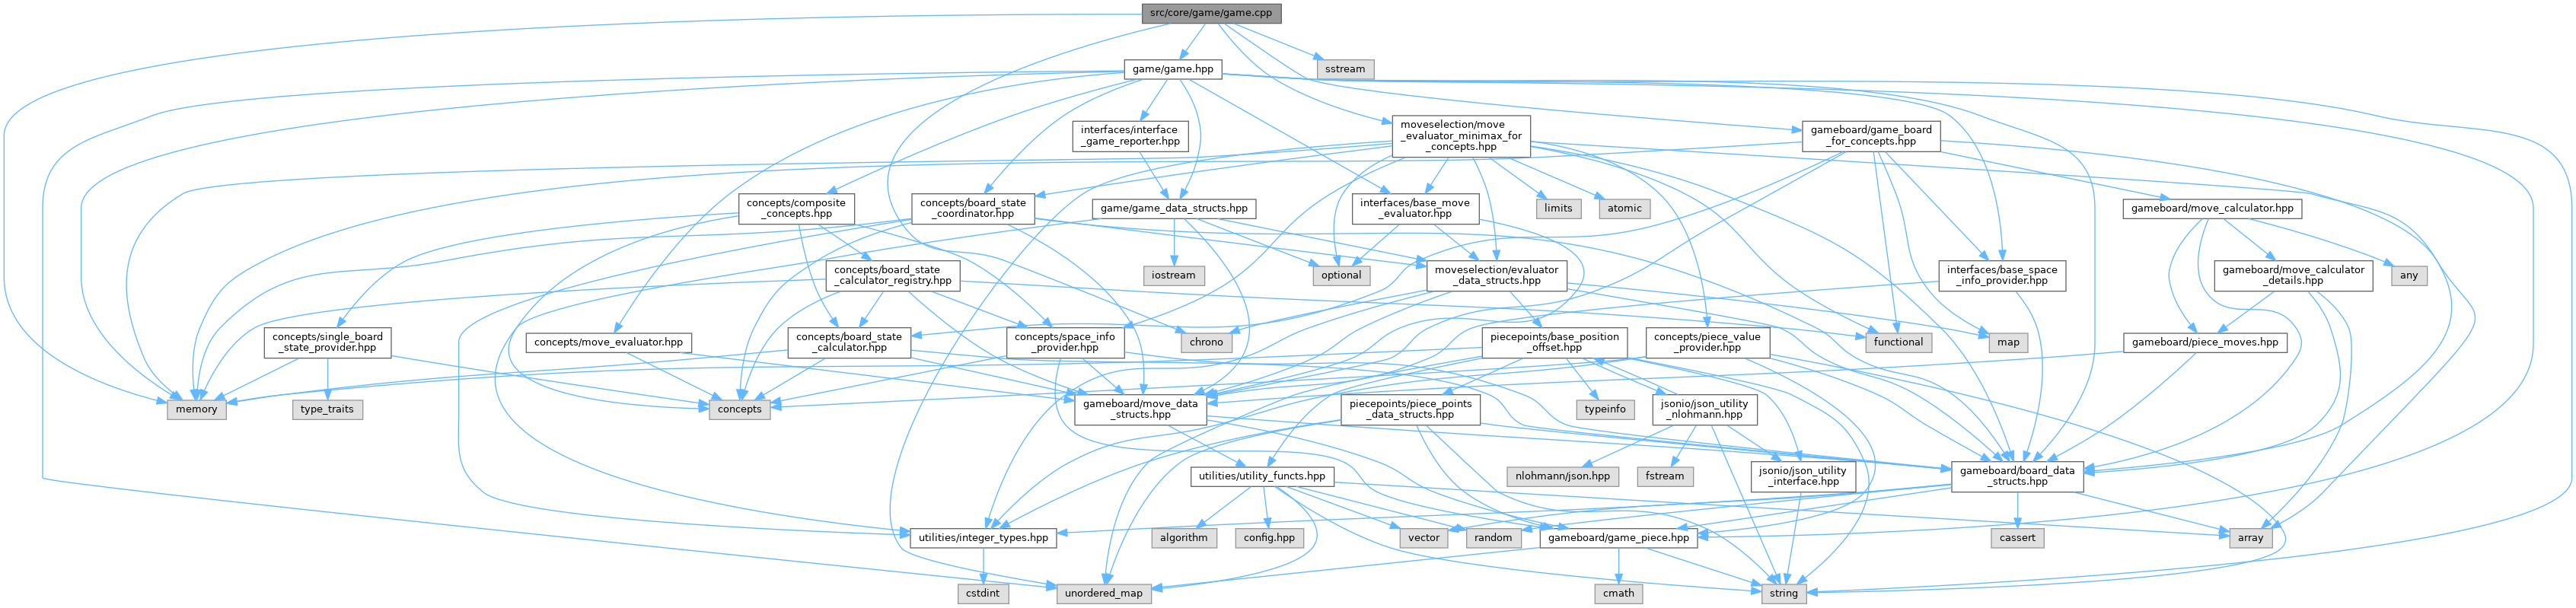 src/core/game/game.cpp
game/game.hpp
sstream
interfaces/interface
_game_reporter.hpp
moveselection/move
_evaluator_minimax_for
_concepts.hpp
gameboard/game_board
_for_concepts.hpp
concepts/composite
_concepts.hpp
concepts/board_state
_coordinator.hpp
game/game_data_structs.hpp
interfaces/base_move
_evaluator.hpp
limits
atomic
gameboard/move_calculator.hpp
concepts/board_state
_calculator_registry.hpp
iostream
optional
moveselection/evaluator
_data_structs.hpp
interfaces/base_space
_info_provider.hpp
gameboard/move_calculator
_details.hpp
any
concepts/single_board
_state_provider.hpp
concepts/move_evaluator.hpp
concepts/board_state
_calculator.hpp
chrono
concepts/space_info
_provider.hpp
piecepoints/base_position
_offset.hpp
concepts/piece_value
_provider.hpp
functional
map
gameboard/piece_moves.hpp
memory
type_traits
concepts
gameboard/move_data
_structs.hpp
piecepoints/piece_points
_data_structs.hpp
typeinfo
jsonio/json_utility
_nlohmann.hpp
utilities/utility_functs.hpp
nlohmann/json.hpp
fstream
jsonio/json_utility
_interface.hpp
gameboard/board_data
_structs.hpp
utilities/integer_types.hpp
algorithm
config.hpp
vector
random
gameboard/game_piece.hpp
cassert
array
cstdint
unordered_map
cmath
string